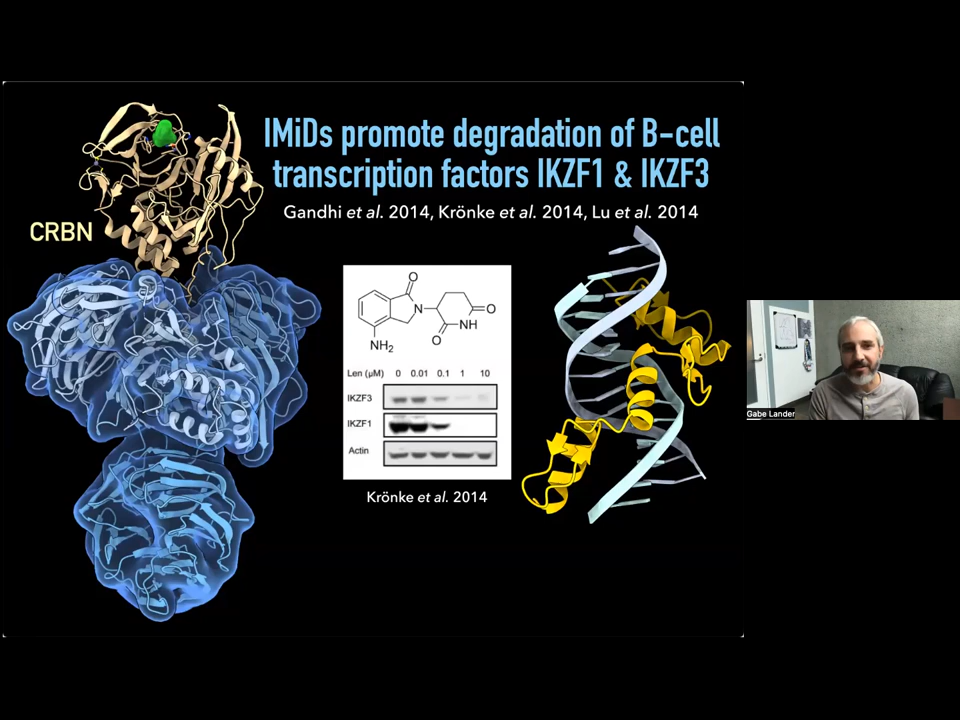 IMiDs promote degradation of B-cell
transcription factors IKZF1 & IKZF3
Gandhi et al. 2014, Krönke et al. 2014, Lu et al. 2014
CRBN
O
N
O
NH
O
NH₂
Len (µM) 0 0.01 0.1 1 10
IKZF3
IKZF1
Actin
Krönke et al. 2014
Gabe Lander